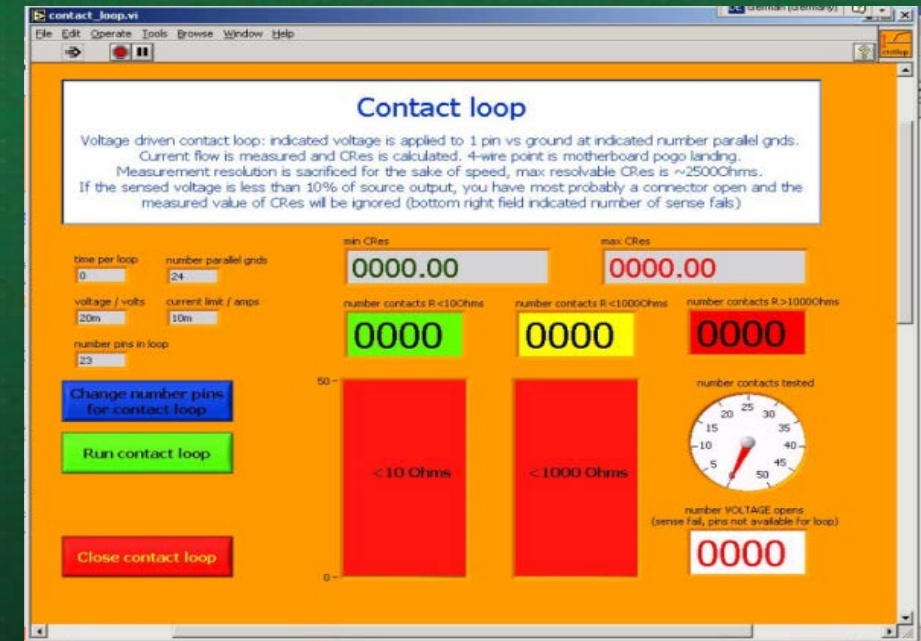 contact_loop.vi
DE German (Germany)
File Edit Operate Tools Browse Window Help
Contact loop
Voltage driven contact loop: indicated voltage is applied to 1 pin vs ground at indicated number parallel gnds.
Current flow is measured and CRes is calculated. 4-wire point is motherboard pogo landing.
Measurement resolution is sacrificed for the sake of speed, max resolvable CRes is ~2500Ohms.
If the sensed voltage is less than 10% of source output, you have most probably a connector open and the
measured value of CRes will be ignored (bottom right field indicated number of sense fails)
time per loop
0
number parallel gnds
24
voltage / volts
20m
current limit / amps
10m
number pins in loop
23
min CRes
0000.00
max CRes
0000.00
number contacts R<10Ohms
0000
number contacts R<1000Ohms
0000
number contacts R>1000Ohms
0000
Change number pins
for contact loop
Run contact loop
Close contact loop
50
<10 Ohms
0
<1000 Ohms
number contacts tested
0
5
10
15
20
25
30
35
40
45
50
number VOLTAGE opens
(sense fail, pins not available for loop)
0000